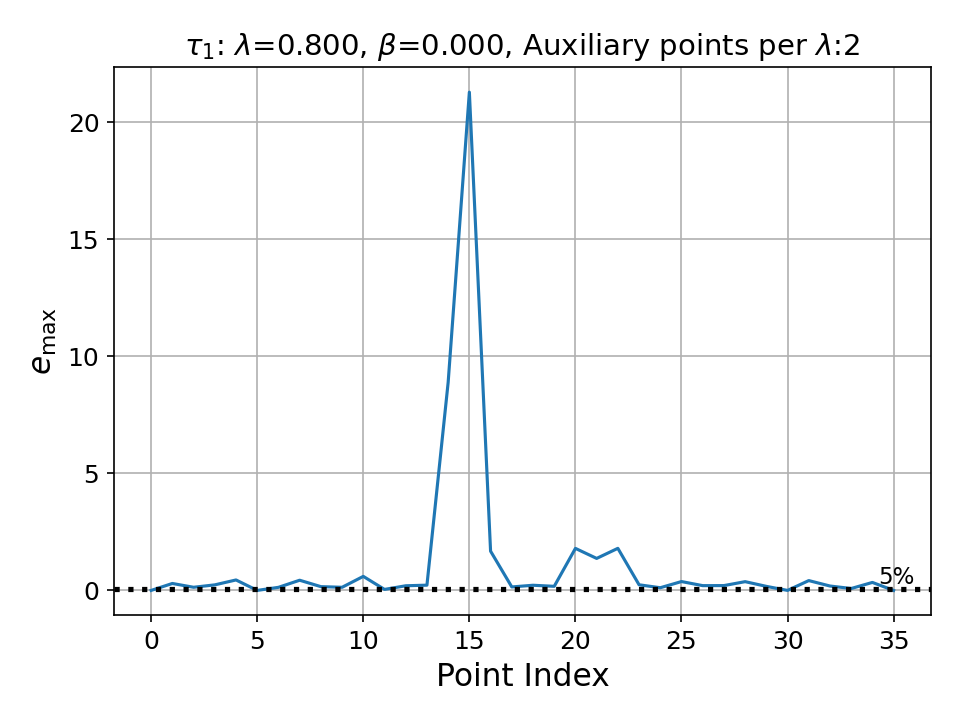 τ₁: λ=0.800, β=0.000, Auxiliary points per λ:2
20
15
10
5
0
e_max
5%
0 5 10 15 20 25 30 35
Point Index